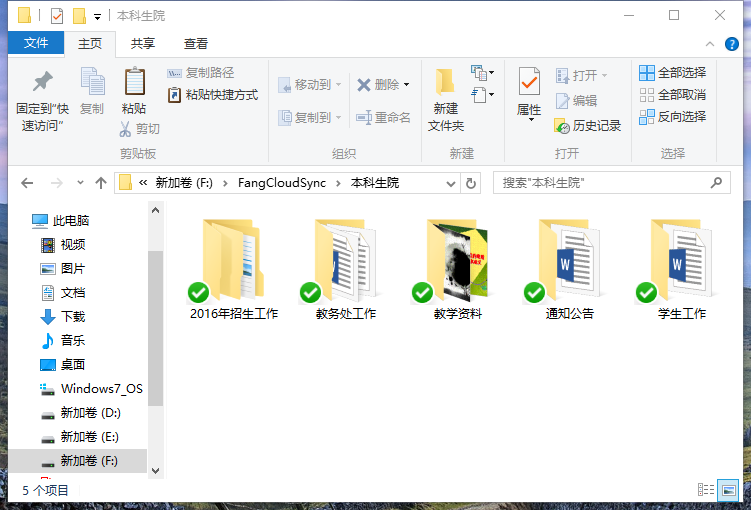 本科生院
文件
主页
共享
查看
固定到"快
速访问"
复制
粘贴
复制路径
粘贴快捷方式
剪切
剪贴板
移动到
复制到
删除
重命名
组织
新建
文件夹
新建
属性
打开
编辑
历史记录
打开
全部选择
全部取消
反向选择
选择
« 新加卷 (F:) › FangCloudSync › 本科生院
搜索"本科生院"
此电脑
视频
图片
文档
下载
音乐
桌面
Windows7_OS
新加卷 (D:)
新加卷 (E:)
新加卷 (F:)
2016年招生工作
教务处工作
教学资料
通知公告
学生工作
W
W
W
5 个项目